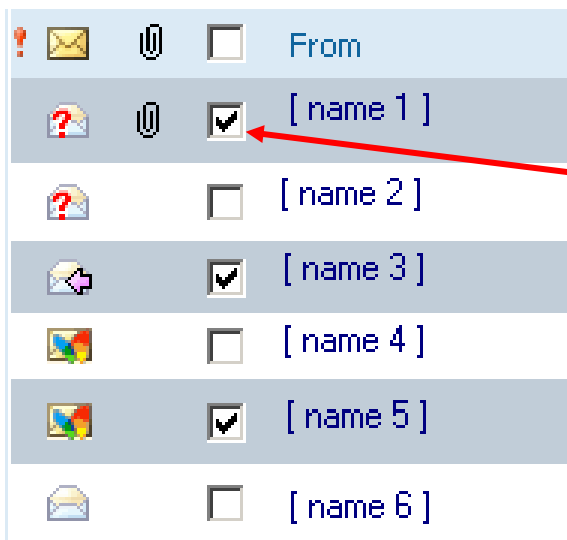 From
[ name 1 ]
[ name 2 ]
[ name 3 ]
[ name 4 ]
[ name 5 ]
[ name 6 ]